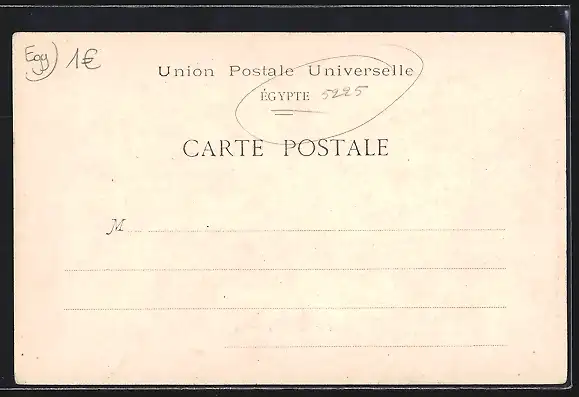 Egy 1€
Union Postale Universelle
ÉGYPTE 5225
CARTE POSTALE
M